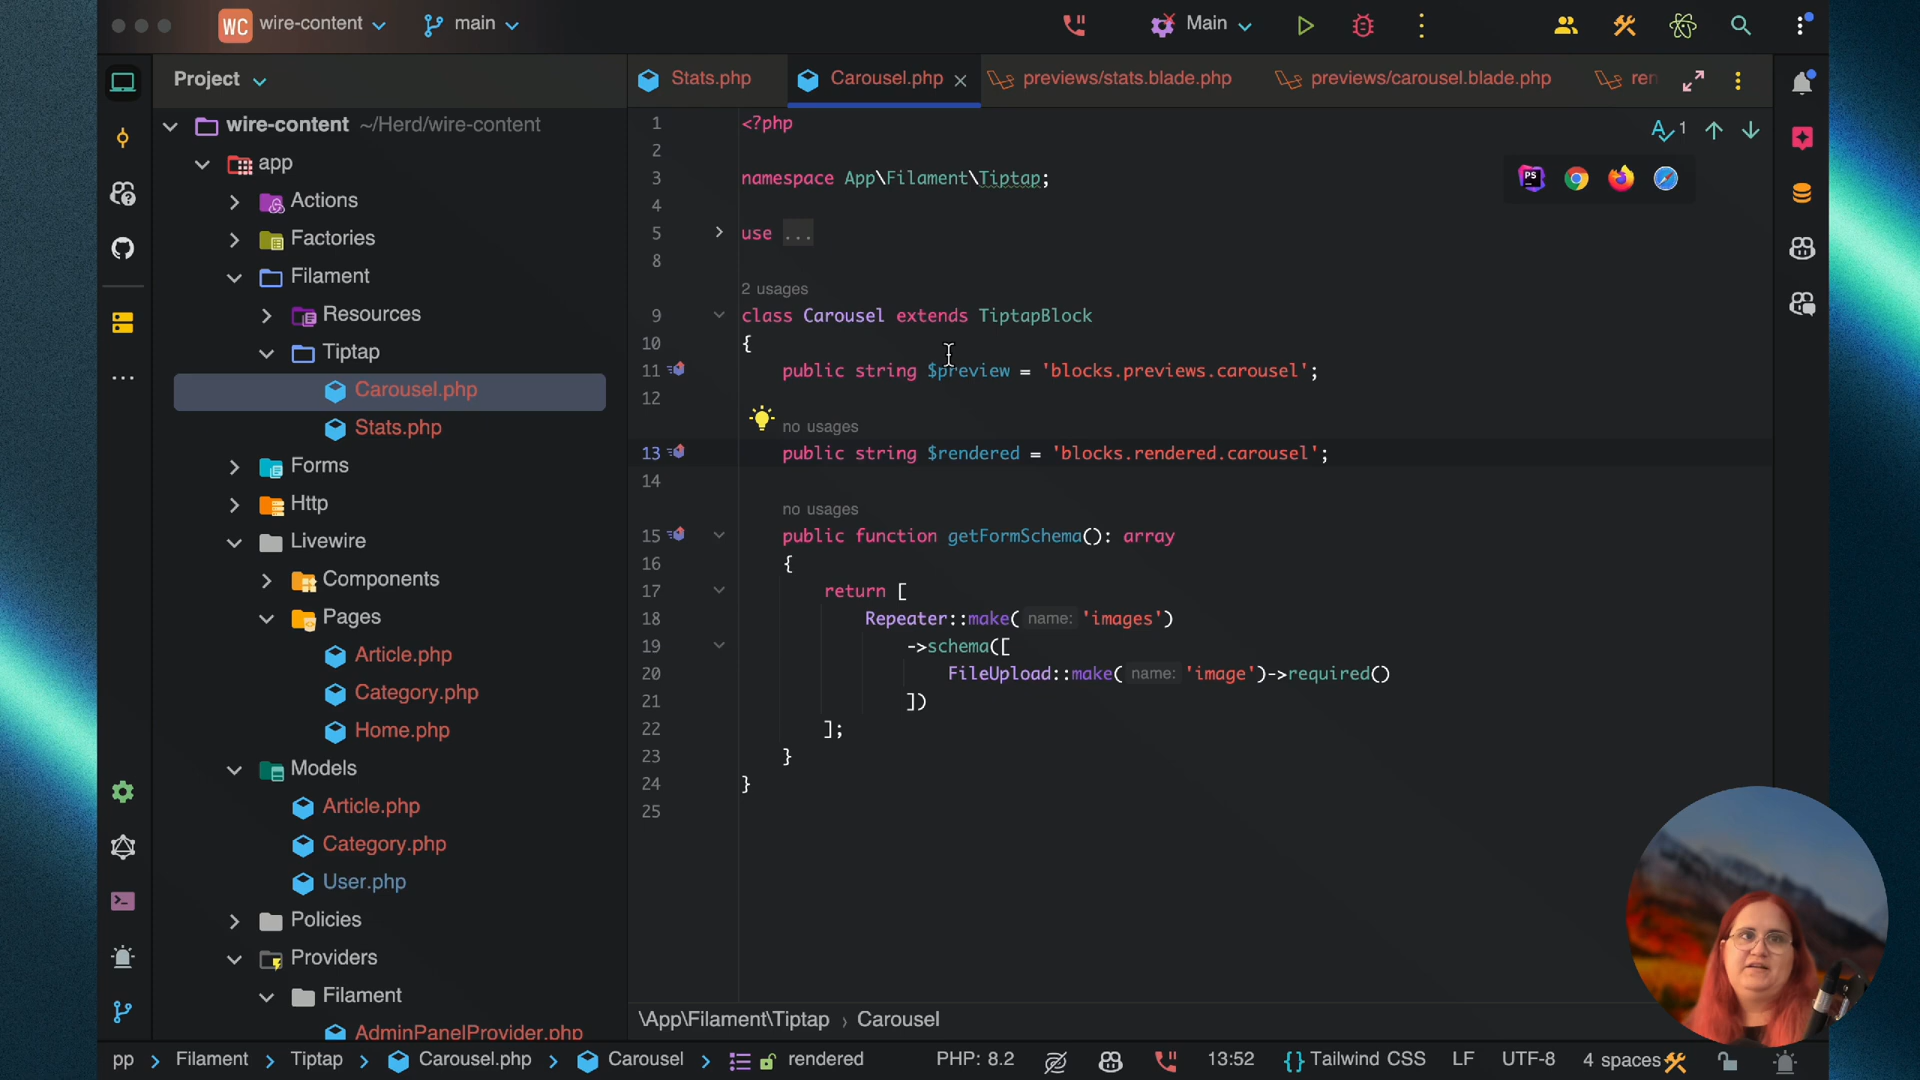 WC wire-content main Main
Project
Stats.php Carousel.php previews/stats.blade.php previews/carousel.blade.php ren
wire-content ~/Herd/wire-content
app
Actions
Factories
Filament
Resources
Tiptap
Carousel.php
Stats.php
Forms
Http
Livewire
Components
Pages
Article.php
Category.php
Home.php
Models
Article.php
Category.php
User.php
Policies
Providers
Filament
AdminPanelProvider.php
1 <?php
2
3 namespace App\Filament\Tiptap;
4
5 use ...
8
2 usages
9 class Carousel extends TiptapBlock
10 {
11 public string $preview = 'blocks.previews.carousel';
12
no usages
13 public string $rendered = 'blocks.rendered.carousel';
14
no usages
15 public function getFormSchema(): array
16 {
17 return [
18 Repeater::make( name: 'images')
19 ->schema([
20 FileUpload::make( name: 'image')->required()
21 ])
22 ];
23 }
24 }
25
1
PS
\App\Filament\Tiptap › Carousel
pp Filament Tiptap Carousel.php Carousel rendered PHP: 8.2 13:52 {} Tailwind CSS LF UTF-8 4 spaces